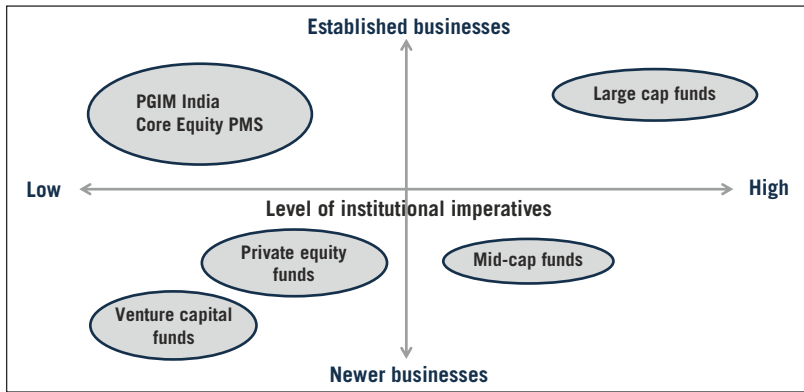 Established businesses
PGIM India
Core Equity PMS
Large cap funds
Low
High
Level of institutional imperatives
Private equity
funds
Mid-cap funds
Venture capital
funds
Newer businesses